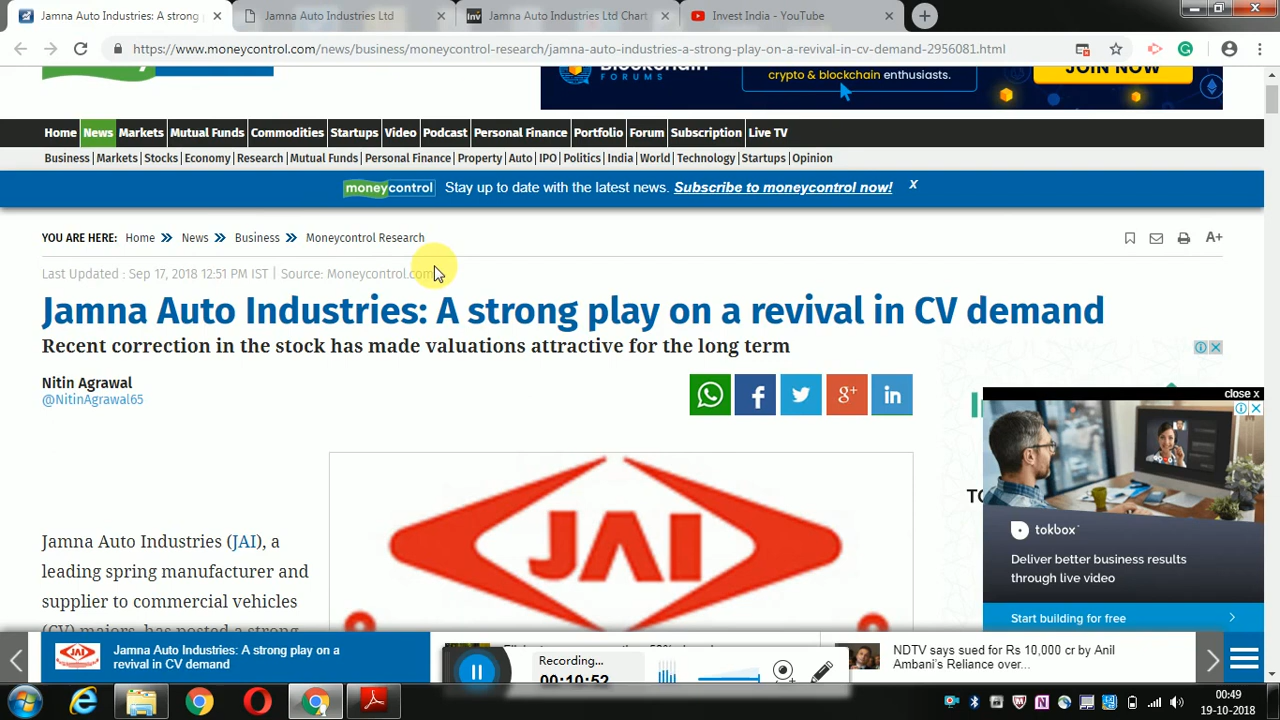 Jamna Auto Industries: A strong p
Jamna Auto Industries Ltd
Jamna Auto Industries Ltd Chart
Invest India - YouTube
https://www.moneycontrol.com/news/business/moneycontrol-research/jamna-auto-industries-a-strong-play-on-a-revival-in-cv-demand-2956081.html
FORUMS
crypto & blockchain enthusiasts.
JOIN NOW
Home News Markets Mutual Funds Commodities Startups Video Podcast Personal Finance Portfolio Forum Subscription Live TV
Business | Markets | Stocks | Economy | Research | Mutual Funds | Personal Finance | Property | Auto | IPO | Politics | India | World | Technology | Startups | Opinion
moneycontrol Stay up to date with the latest news. Subscribe to moneycontrol now! X
YOU ARE HERE: Home News Business Moneycontrol Research
A+
Last Updated : Sep 17, 2018 12:51 PM IST | Source: Moneycontrol.com
Jamna Auto Industries: A strong play on a revival in CV demand
Recent correction in the stock has made valuations attractive for the long term
Nitin Agrawal
@NitinAgrawal65
close x
JAI
tokbox
Deliver better business results
through live video
Start building for free
Jamna Auto Industries (JAI), a
leading spring manufacturer and
supplier to commercial vehicles
(CV) majors, has posted a strong
Jamna Auto Industries: A strong play on a
revival in CV demand
Recording...
00:10:52
NDTV says sued for Rs 10,000 cr by Anil
Ambani's Reliance over...
00:49
19-10-2018